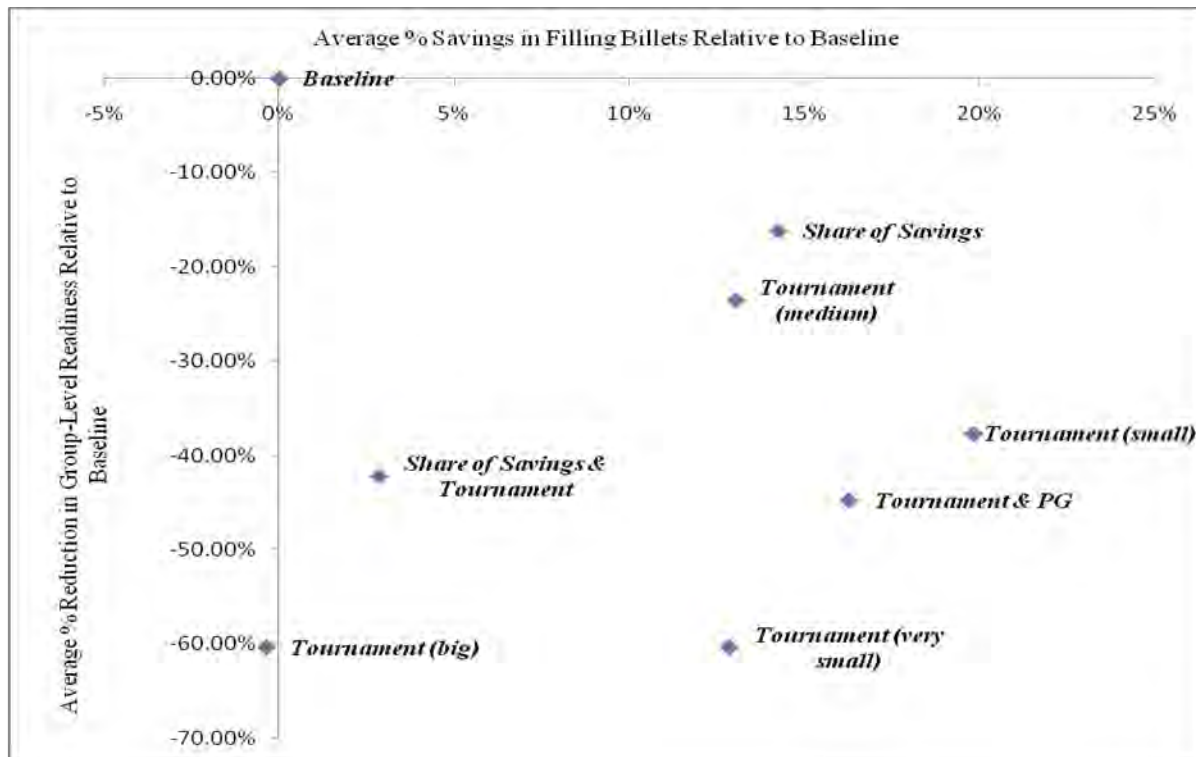 Average % Savings in Filling Billets Relative to Baseline
0.00%
Baseline
-5%
0%
5%
10%
15%
20%
25%
-10.00%
Share of Savings
-20.00%
Tournament
(medium)
-30.00%
Tournament (small)
-40.00%
Share of Savings &
Tournament
Tournament & PG
-50.00%
-60.00%
Tournament (big)
Tournament (very
small)
-70.00%
Average % Reduction in Group-Level Readiness Relative to
Baseline